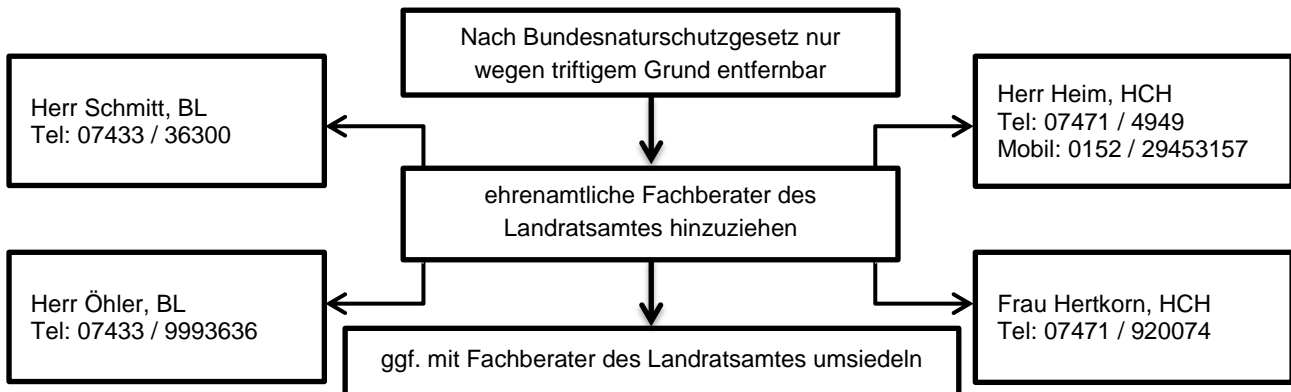 Nach Bundesnaturschutzgesetz nur
wegen triftigem Grund entfernbar
Herr Schmitt, BL
Tel: 07433 / 36300
Herr Heim, HCH
Tel: 07471 / 4949
Mobil: 0152 / 29453157
ehrenamtliche Fachberater des
Landratsamtes hinzuziehen
Herr Öhler, BL
Tel: 07433 / 9993636
Frau Hertkorn, HCH
Tel: 07471 / 920074
ggf. mit Fachberater des Landratsamtes umsiedeln